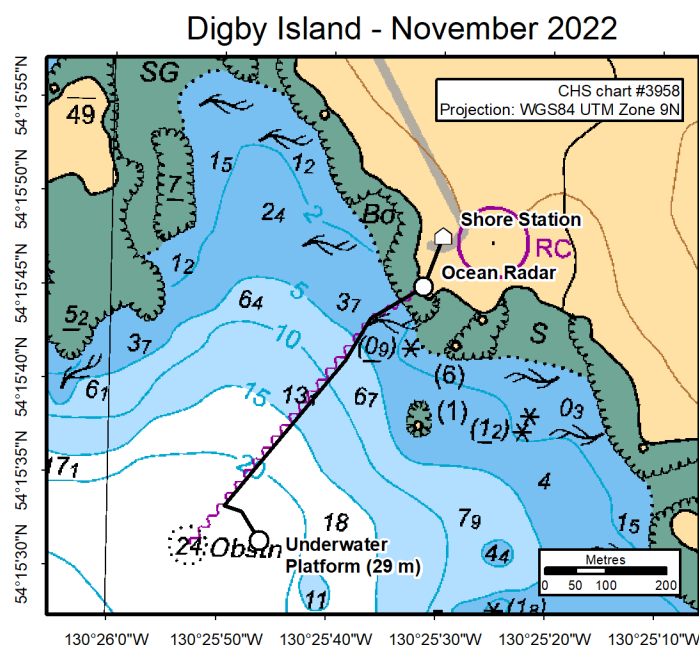 Digby Island - November 2022
CHS chart #3958
Projection: WGS84 UTM Zone 9N
SG
49
7
1₅
1₂
2₄
2
Bo
Shore Station
RC
Ocean Radar
1₂
5₂
6₄
5
3₇
3₇
10
(0₉)
S
6₁
15
13₁
6₇
(6)
(1)
(1₂)
0₃
17₁
20
4
18
7₉
1₅
24 Obstn
Underwater
Platform (29 m)
4₄
11
(1₈)
Metres
0 50 100 200
54°15'55"N
54°15'50"N
54°15'45"N
54°15'40"N
54°15'35"N
54°15'30"N
130°26'0"W 130°25'50"W 130°25'40"W 130°25'30"W 130°25'20"W 130°25'10"W